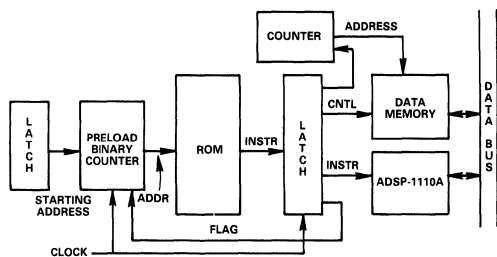 COUNTER
ADDRESS
LATCH
STARTING
ADDRESS
PRELOAD
BINARY
COUNTER
ADDR
ROM
INSTR
LATCH
CNTL
INSTR
DATA
MEMORY
ADSP-1110A
DATA BUS
FLAG
CLOCK